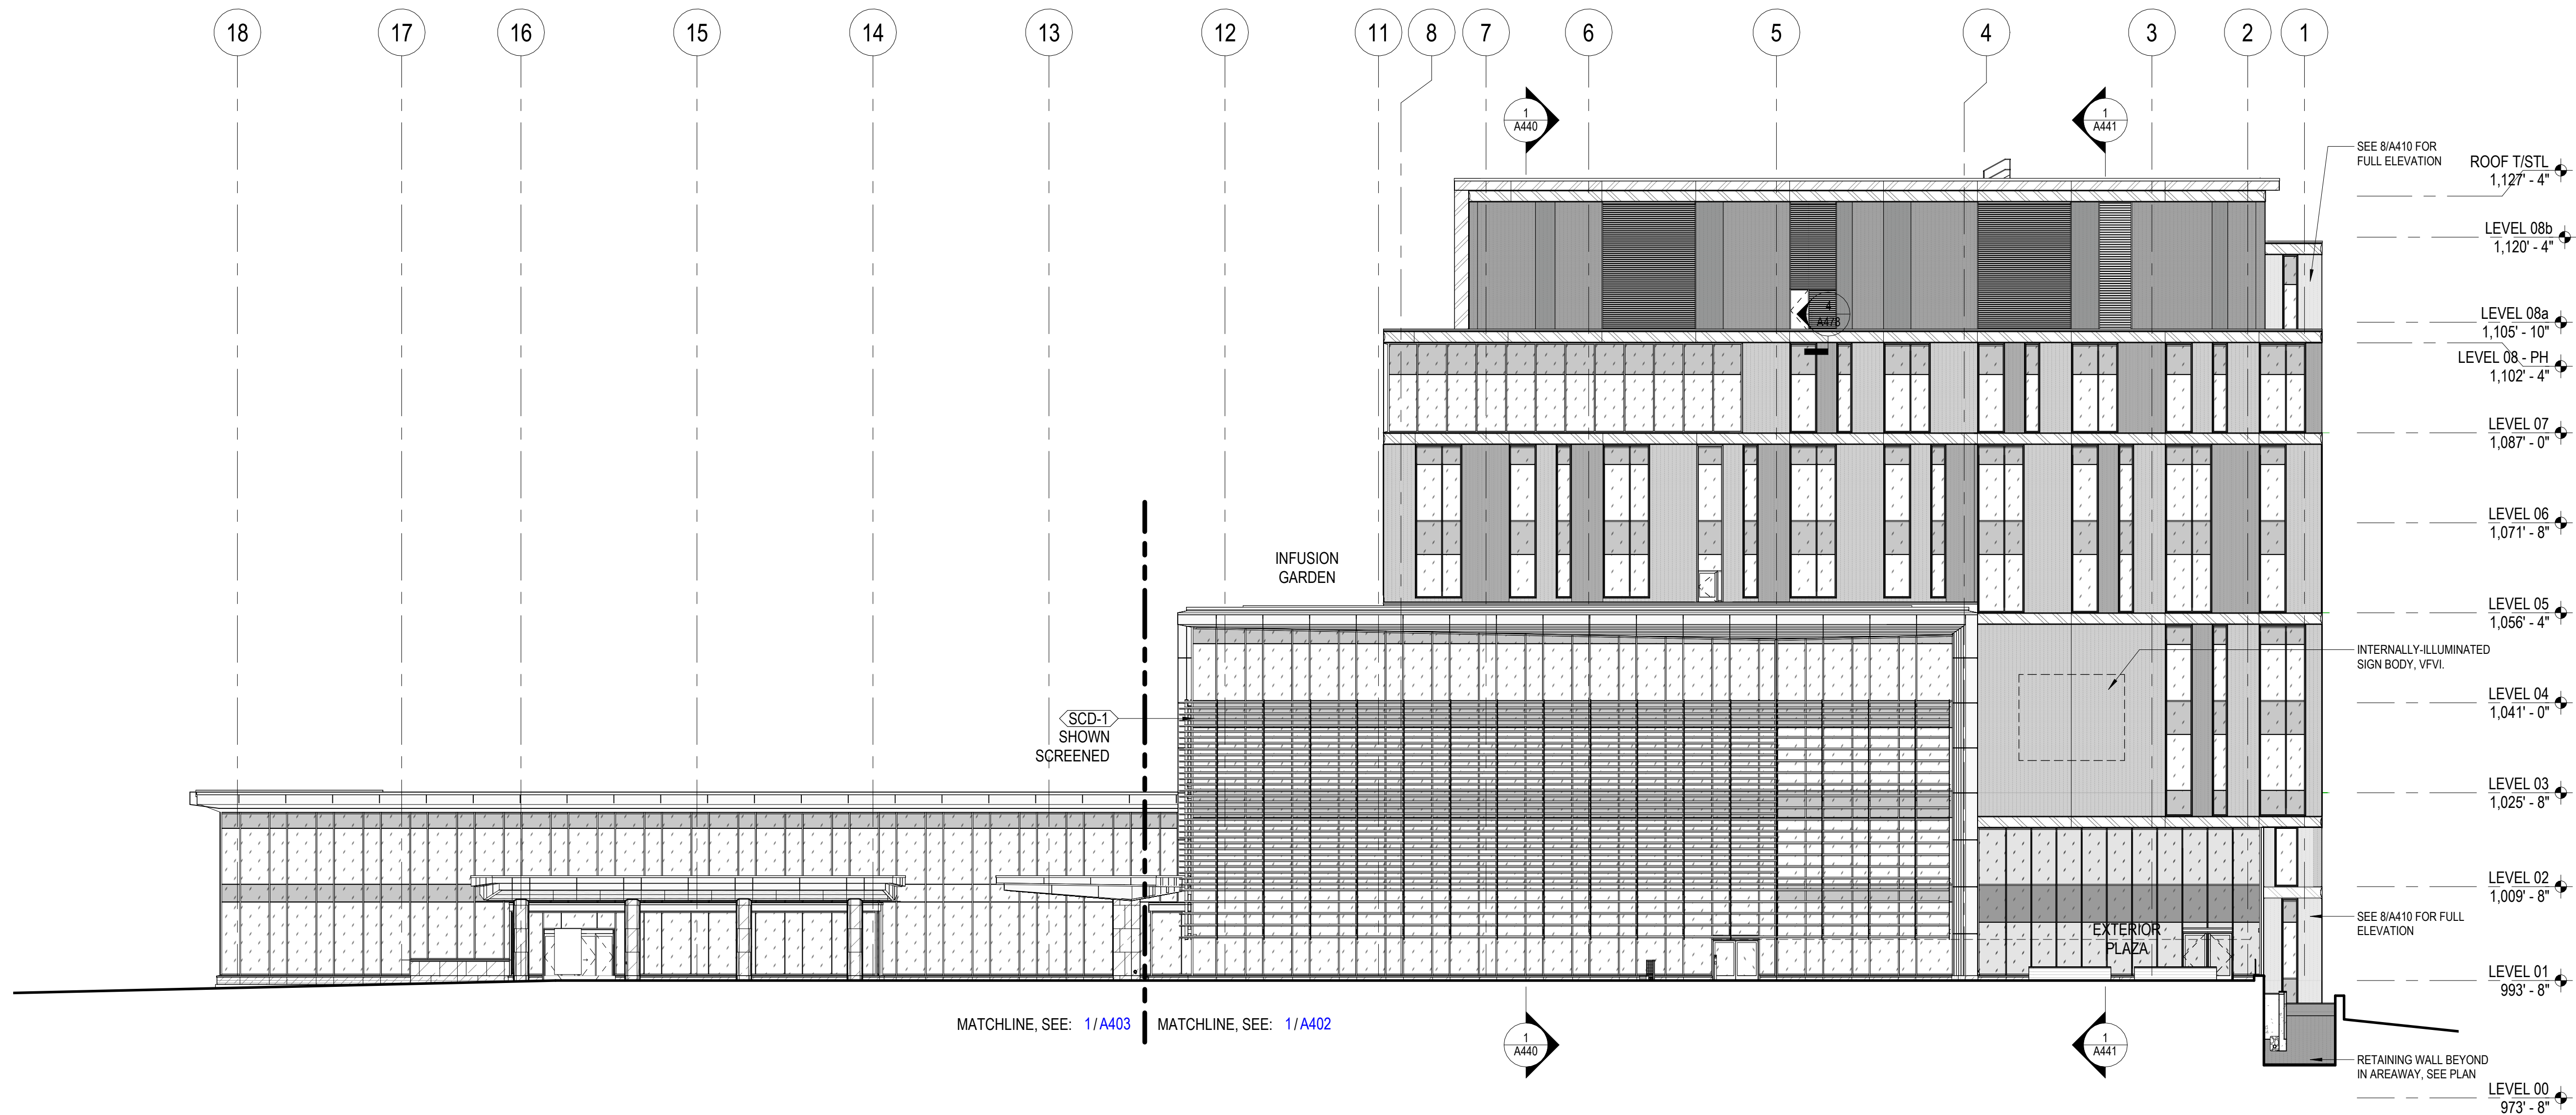 18
17
16
15
14
13
12
11
8
7
6
5
4
3
2
1
1
A440
1
A441
SEE 8/A410 FOR
FULL ELEVATION
ROOF T/STL
1,127' - 4"
LEVEL 08b
1,120' - 4"
4
A478
LEVEL 08a
1,105' - 10"
LEVEL 08 - PH
1,102' - 4"
LEVEL 07
1,087' - 0"
LEVEL 06
1,071' - 8"
INFUSION
GARDEN
LEVEL 05
1,056' - 4"
INTERNALLY-ILLUMINATED
SIGN BODY, VFVI.
LEVEL 04
1,041' - 0"
SCD-1
SHOWN
SCREENED
LEVEL 03
1,025' - 8"
LEVEL 02
1,009' - 8"
SEE 8/A410 FOR FULL
ELEVATION
EXTERIOR
PLAZA
LEVEL 01
993' - 8"
MATCHLINE, SEE: 1/A403
MATCHLINE, SEE: 1/A402
1
A440
1
A441
RETAINING WALL BEYOND
IN AREAWAY, SEE PLAN
LEVEL 00
973' - 8"